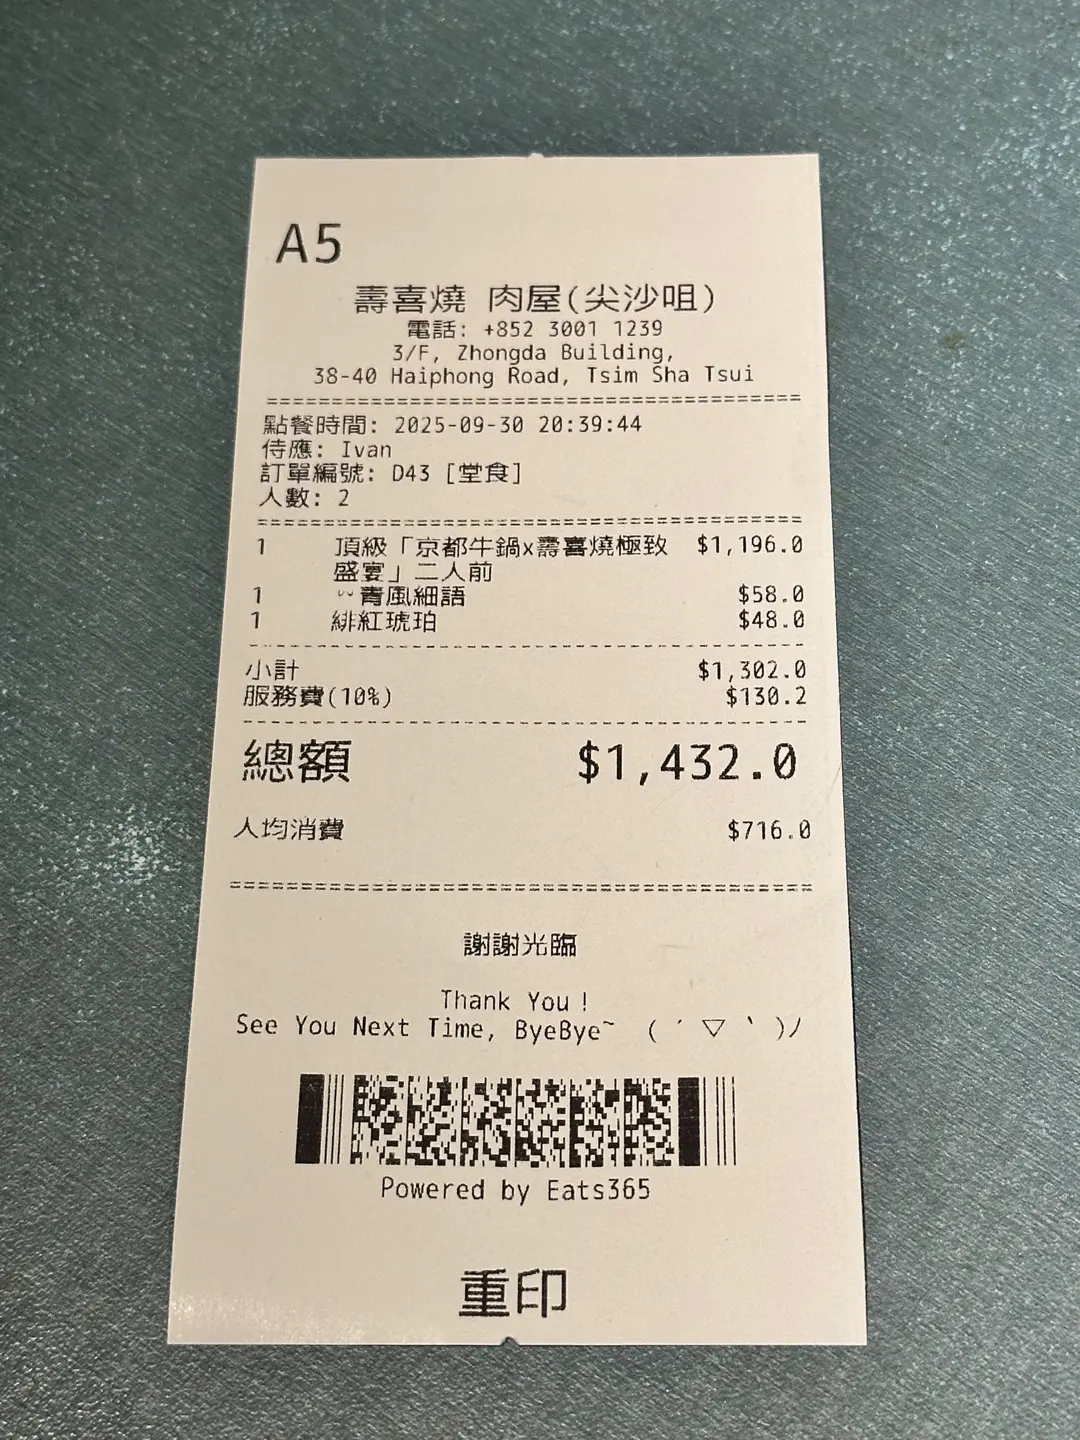 A5
壽喜燒 肉屋(尖沙咀)
電話: +852 3001 1239
3/F, Zhongda Building,
38-40 Haiphong Road, Tsim Sha Tsui
點餐時間: 2025-09-30 20:39:44
侍應: Ivan
訂單編號: D43 [堂食]
人數: 2
1 頂級「京都牛鍋x壽喜燒極致 $1,196.0
盛宴」二人前
1 青風細語 $58.0
1 緋紅琥珀 $48.0
小計 $1,302.0
服務費(10%) $130.2
總額 $1,432.0
人均消費 $716.0
謝謝光臨
Thank You!
See You Next Time, ByeBye~ ( ´ ▽ ` )ﾉ
Powered by Eats365
重印